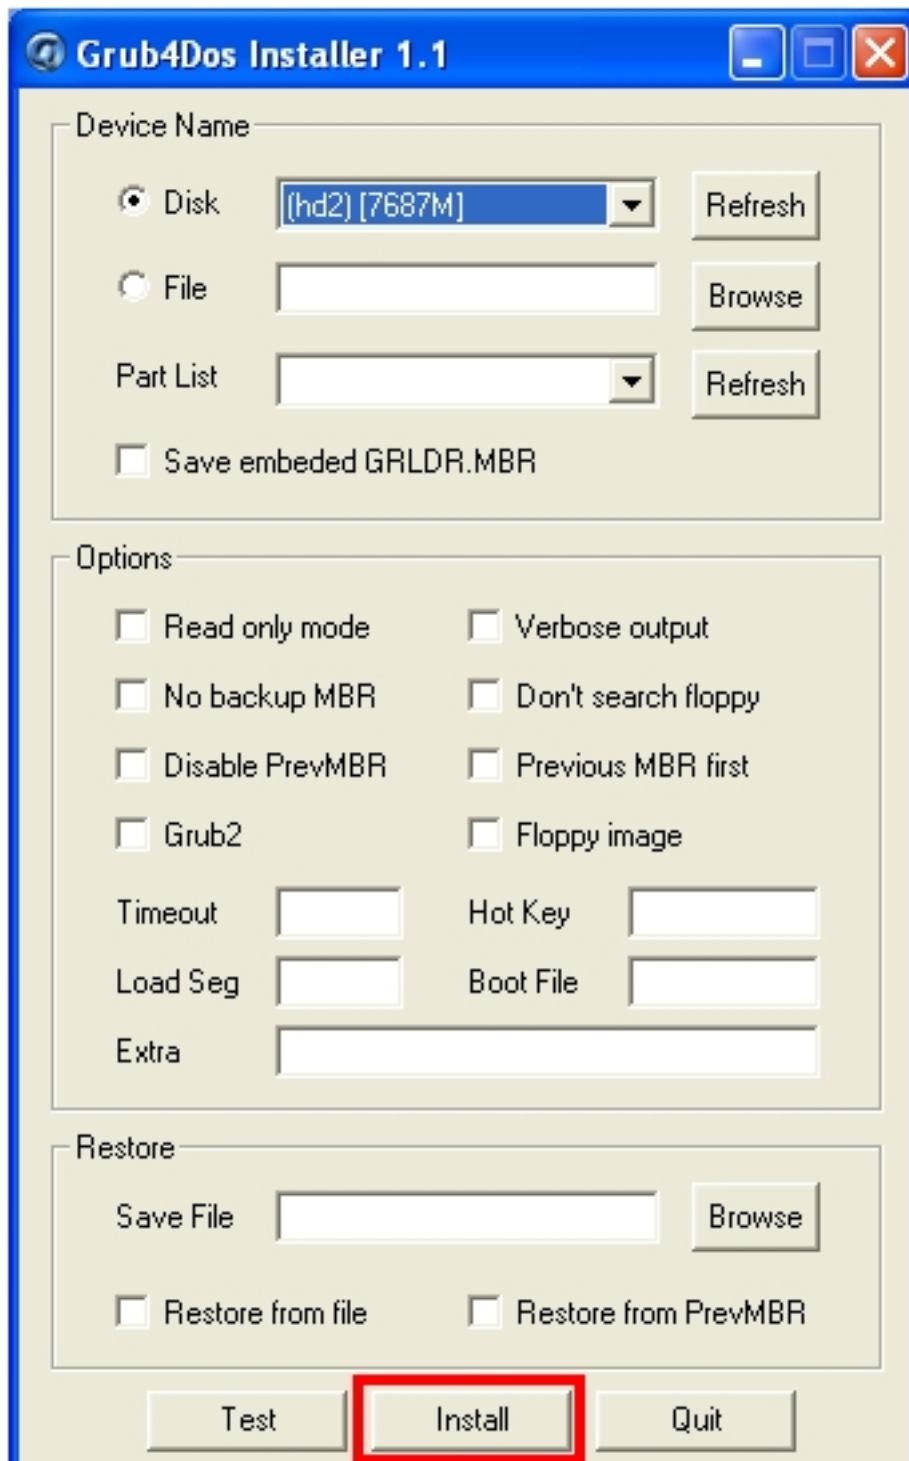 Grub4Dos Installer 1.1
Device Name
Disk (hd2) [7687M] Refresh
File Browse
Part List Refresh
Save embeded GRLDR.MBR
Options
Read only mode Verbose output
No backup MBR Don't search floppy
Disable PrevMBR Previous MBR first
Grub2 Floppy image
Timeout Hot Key
Load Seg Boot File
Extra
Restore
Save File Browse
Restore from file Restore from PrevMBR
Test Install Quit